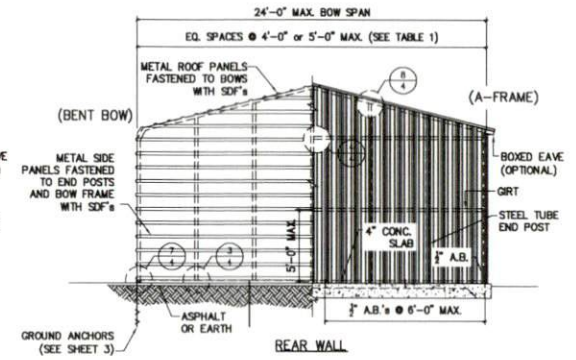 24'-0" MAX. BOW SPAN
EQ. SPACES @ 4'-0" or 5'-0" MAX. (SEE TABLE 1)
METAL ROOF PANELS
FASTENED TO BOWS
WITH SDF's
8
4
(BENT BOW)
(A-FRAME)
METAL SIDE
PANELS FASTENED
TO END POSTS
AND BOW FRAME
WITH SDF's
BOXED EAVE
(OPTIONAL)
GIRT
STEEL TUBE
END POST
5'-0" MAX.
4" CONC.
SLAB
½" A.B.
7
4
3
4
ASPHALT
OR EARTH
½" A.B.'s @ 6'-0" MAX.
GROUND ANCHORS
(SEE SHEET 3)
REAR WALL